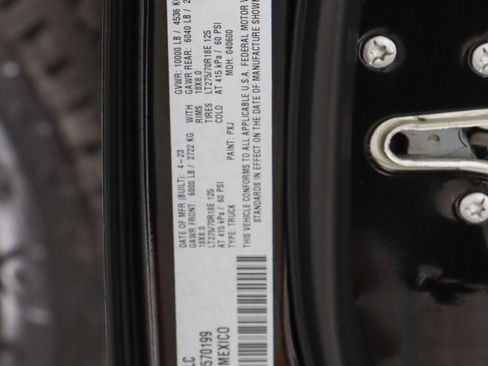 DATE OF MFR (BUILT): 4-23 GVWR: 10000 LB / 4536 K
GAWR FRONT 6000 LB / 2722 KG WITH GAWR REAR: 6040 LB / 2
18X8.0 RIMS 18X8.0
LT275/70R18E 125 TIRES LT275/70R18E 125
AT 415 kPa / 60 PSI COLD AT 415 kPa / 60 PSI
TYPE: TRUCK PAINT: PXJ MDH: 040600
THIS VEHICLE CONFORMS TO ALL APPLICABLE U.S.A. FEDERAL MOTOR V
STANDARDS IN EFFECT ON THE DATE OF MANUFACTURE SHOWN
LC
570199
MEXICO